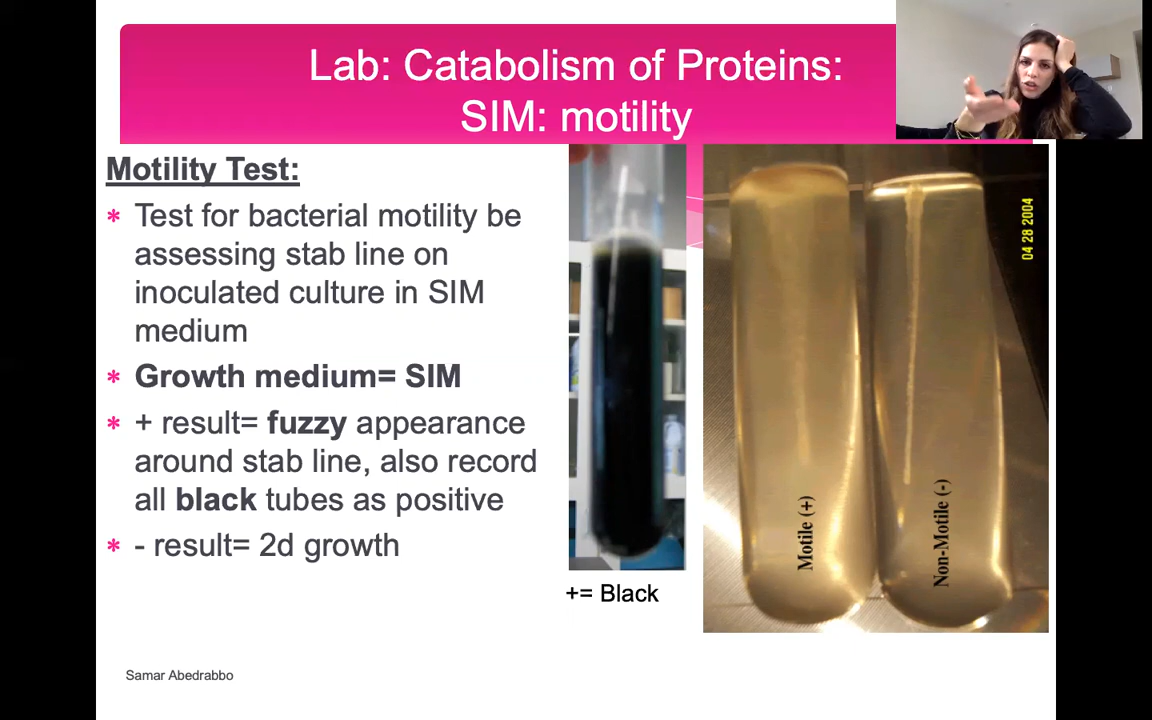 Lab: Catabolism of Proteins:
SIM: motility
Motility Test:
* Test for bacterial motility be
assessing stab line on
inoculated culture in SIM
medium
* Growth medium= SIM
* + result= fuzzy appearance
around stab line, also record
all black tubes as positive
* - result= 2d growth
+= Black
Motile (+)
Non-Motile (-)
04 28 2004
Samar Abedrabbo